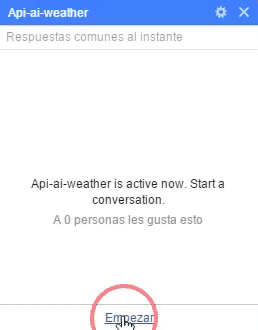 Api-ai-weather
Respuestas comunes al instante
Api-ai-weather is active now. Start a
conversation.
A 0 personas les gusta esto
Empezar